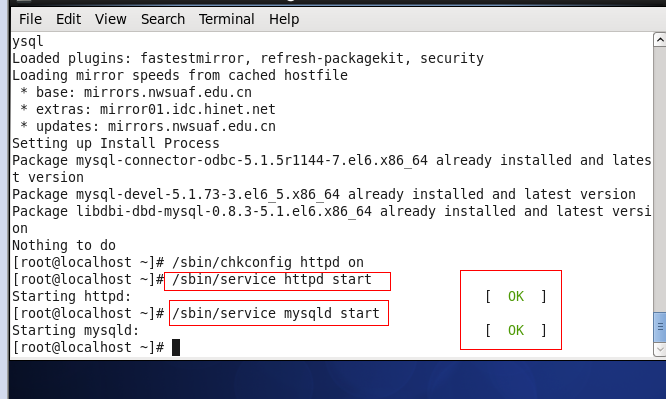 File Edit View Search Terminal Help
ysql
Loaded plugins: fastestmirror, refresh-packagekit, security
Loading mirror speeds from cached hostfile
 * base: mirrors.nwsuaf.edu.cn
 * extras: mirror01.idc.hinet.net
 * updates: mirrors.nwsuaf.edu.cn
Setting up Install Process
Package mysql-connector-odbc-5.1.5r1144-7.el6.x86_64 already installed and lates
t version
Package mysql-devel-5.1.73-3.el6_5.x86_64 already installed and latest version
Package libdbi-dbd-mysql-0.8.3-5.1.el6.x86_64 already installed and latest versi
on
Nothing to do
[root@localhost ~]# /sbin/chkconfig httpd on
[root@localhost ~]# /sbin/service httpd start
Starting httpd: [ OK ]
[root@localhost ~]# /sbin/service mysqld start
Starting mysqld: [ OK ]
[root@localhost ~]#